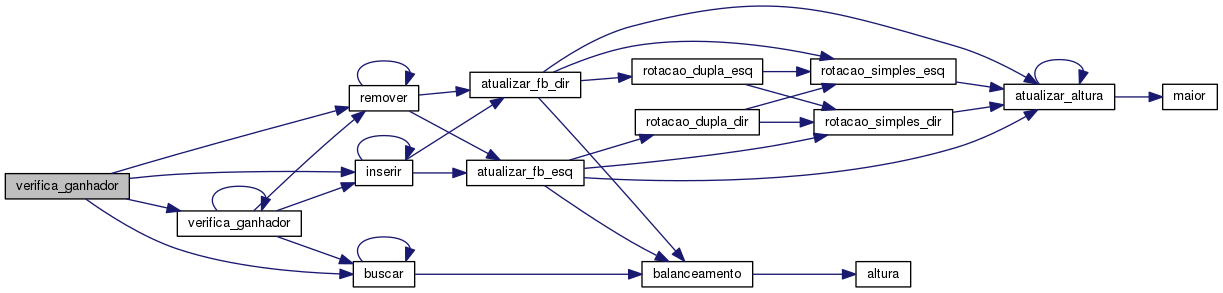 verifica_ganhador
verifica_ganhador
remover
inserir
buscar
atualizar_fb_dir
atualizar_fb_esq
rotacao_dupla_esq
rotacao_dupla_dir
balanceamento
rotacao_simples_esq
rotacao_simples_dir
altura
atualizar_altura
maior